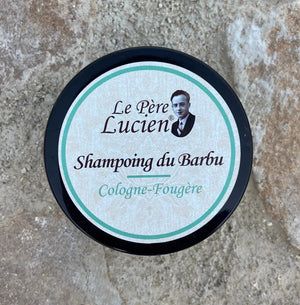 Le Père
Lucien
Shampoing du Barbu
Cologne-Fougère